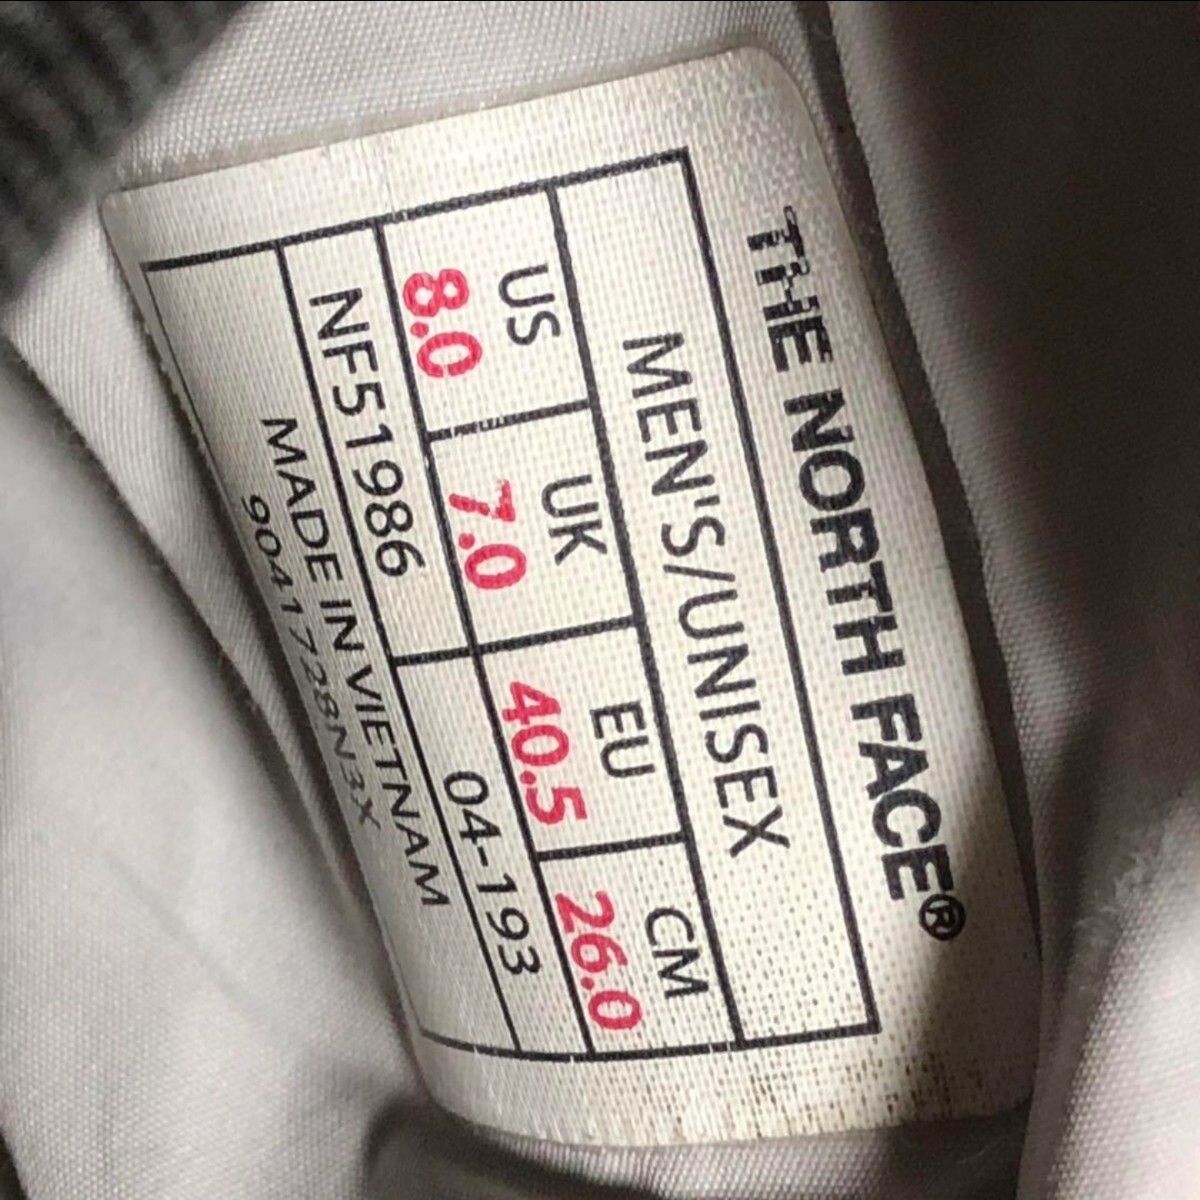 THE NORTH FACE®
MEN'S/UNISEX
US UK EU CM
8.0 7.0 40.5 26.0
NF51986 04-193
MADE IN VIETNAM
90417728N3X